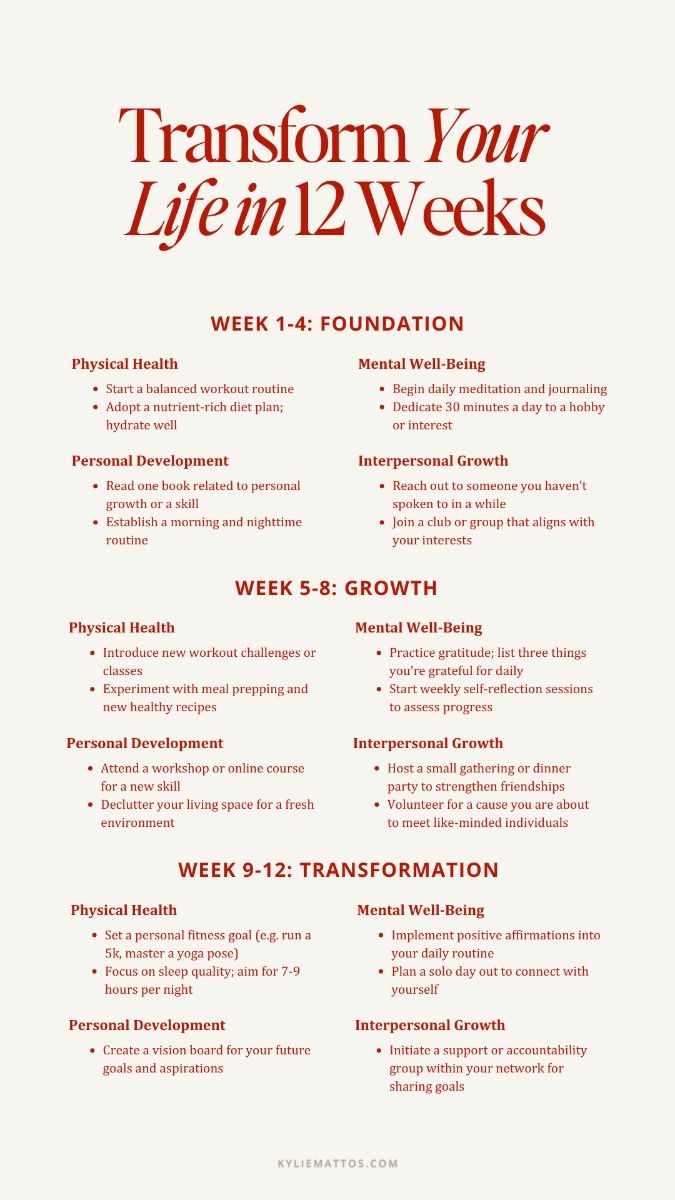 Transform Your
Life in 12 Weeks
WEEK 1-4: FOUNDATION
Physical Health
• Start a balanced workout routine
• Adopt a nutrient-rich diet plan;
hydrate well
Mental Well-Being
• Begin daily meditation and journaling
• Dedicate 30 minutes a day to a hobby
or interest
Personal Development
• Read one book related to personal
growth or a skill
• Establish a morning and nighttime
routine
Interpersonal Growth
• Reach out to someone you haven't
spoken to in a while
• Join a club or group that aligns with
your interests
WEEK 5-8: GROWTH
Physical Health
• Introduce new workout challenges or
classes
• Experiment with meal prepping and
new healthy recipes
Mental Well-Being
• Practice gratitude; list three things
you're grateful for daily
• Start weekly self-reflection sessions
to assess progress
Personal Development
• Attend a workshop or online course
for a new skill
• Declutter your living space for a fresh
environment
Interpersonal Growth
• Host a small gathering or dinner
party to strengthen friendships
• Volunteer for a cause you are about
to meet like-minded individuals
WEEK 9-12: TRANSFORMATION
Physical Health
• Set a personal fitness goal (e.g. run a
5k, master a yoga pose)
• Focus on sleep quality; aim for 7-9
hours per night
Mental Well-Being
• Implement positive affirmations into
your daily routine
• Plan a solo day out to connect with
yourself
Personal Development
• Create a vision board for your future
goals and aspirations
Interpersonal Growth
• Initiate a support or accountability
group within your network for
sharing goals
KYLIEMATTOS.COM